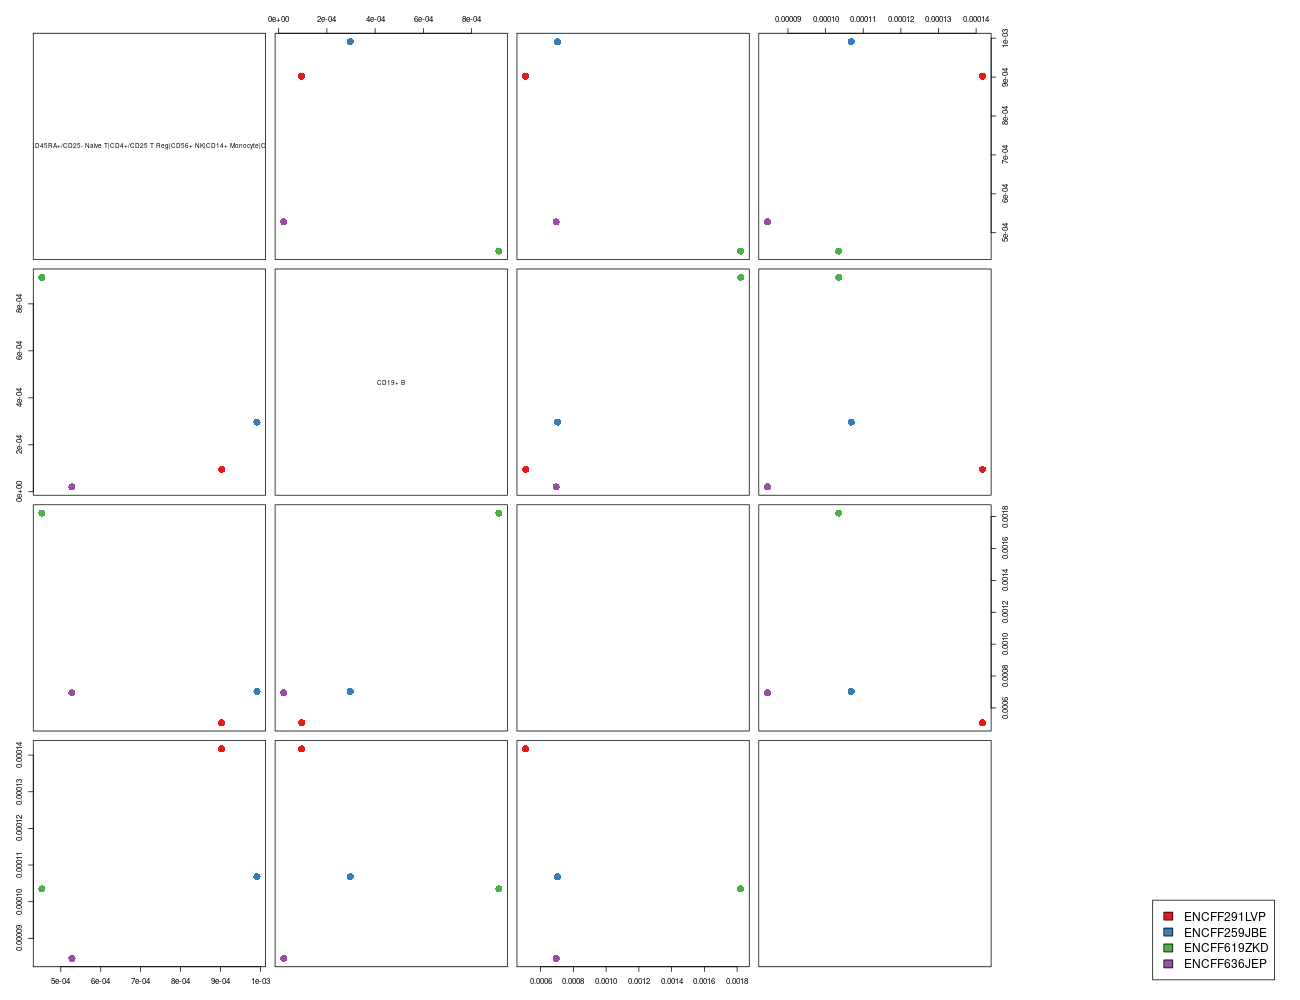 0e+00 2e-04 4e-04 6e-04 8e-04
0.00009 0.00010 0.00011 0.00012 0.00013 0.00014
D45RA+/CD25- Naive T|CD4+/CD25 T Reg|CD56+ NK|CD14+ Monocyte|C
5e-04 6e-04 7e-04 8e-04 9e-04 1e-03
0e+00 2e-04 4e-04 6e-04 8e-04
CD19+ B
0.0006 0.0008 0.0010 0.0012 0.0014 0.0016 0.0018
0.00009 0.00010 0.00011 0.00012 0.00013 0.00014
5e-04 6e-04 7e-04 8e-04 9e-04 1e-03
0.0006 0.0008 0.0010 0.0012 0.0014 0.0016 0.0018
ENCFF291LVP
ENCFF259JBE
ENCFF619ZKD
ENCFF636JEP